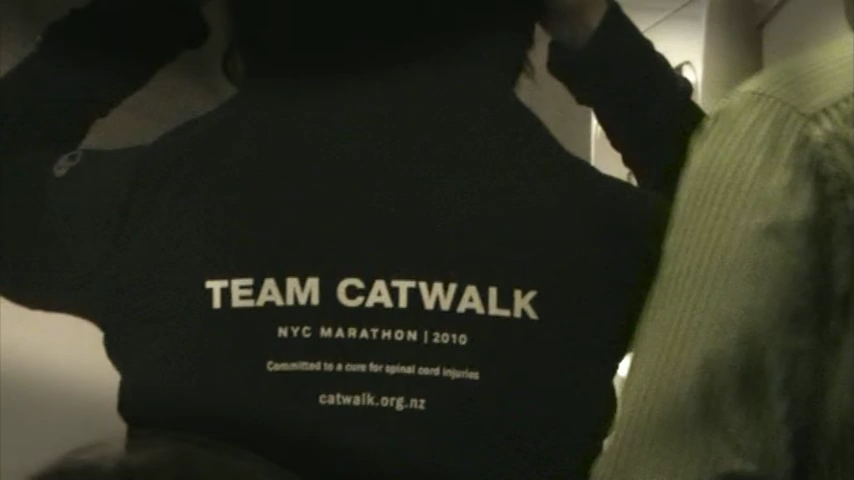 TEAM CATWALK
NYC MARATHON | 2010
Committed to a cure for spinal cord injuries
catwalk.org.nz